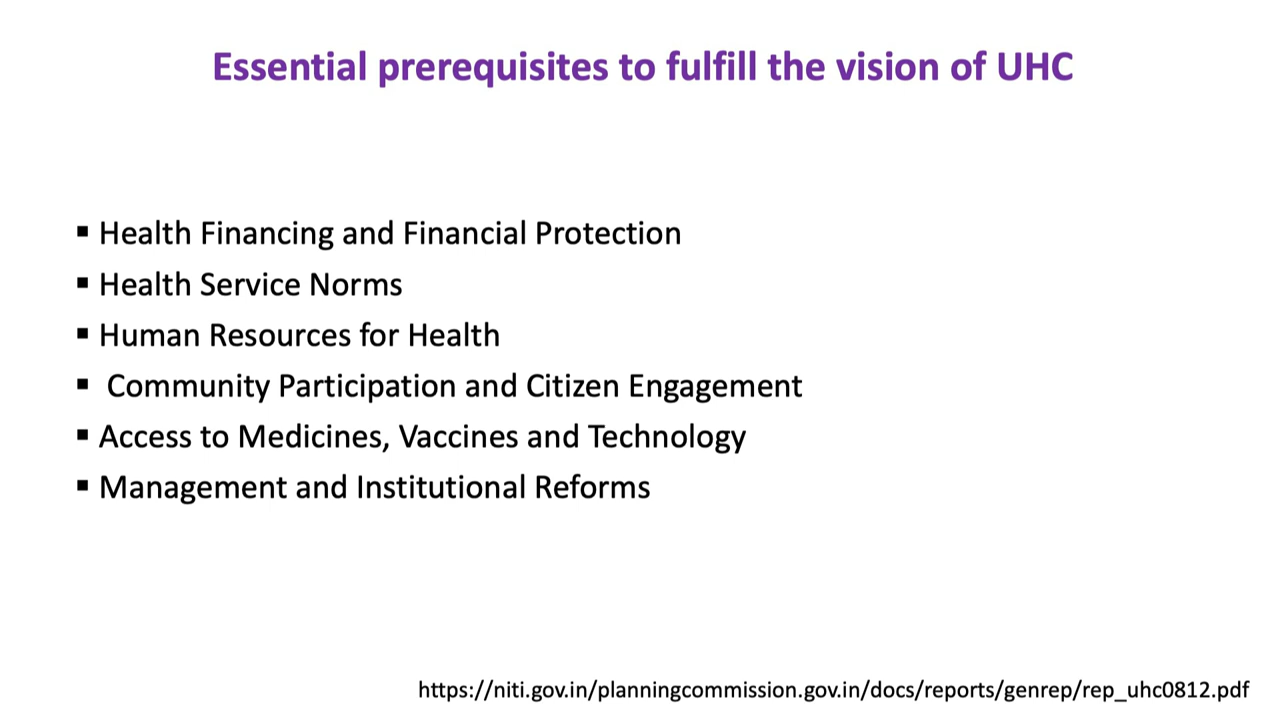 Essential prerequisites to fulfill the vision of UHC
▪ Health Financing and Financial Protection
▪ Health Service Norms
▪ Human Resources for Health
▪ Community Participation and Citizen Engagement
▪ Access to Medicines, Vaccines and Technology
▪ Management and Institutional Reforms
https://niti.gov.in/planningcommission.gov.in/docs/reports/genrep/rep_uhc0812.pdf